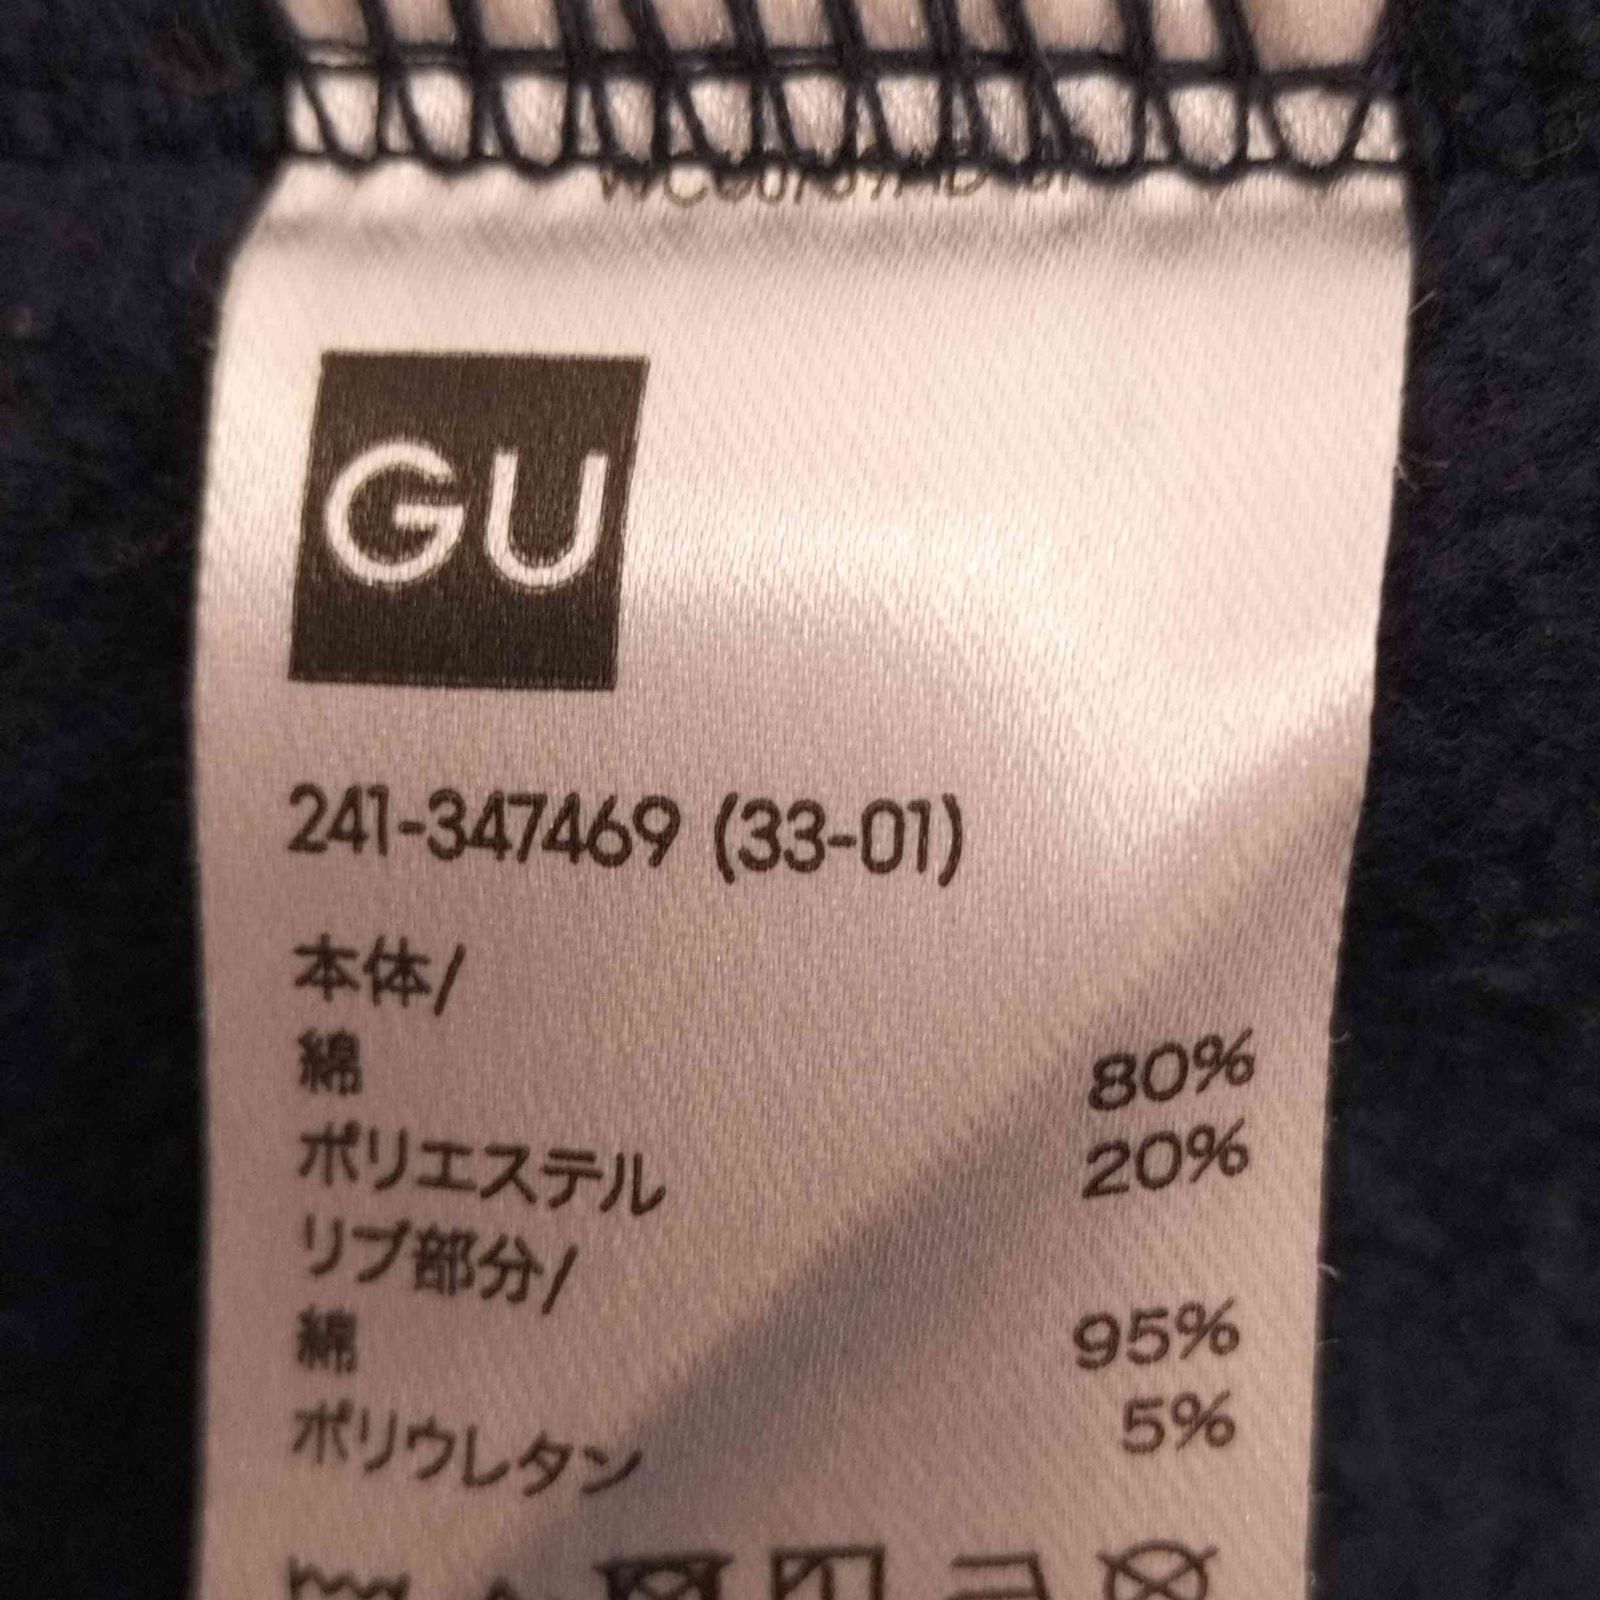 GU
241-347469 (33-01)
本体/
綿 80%
ポリエステル 20%
リブ部分/
綿 95%
ポリウレタン 5%